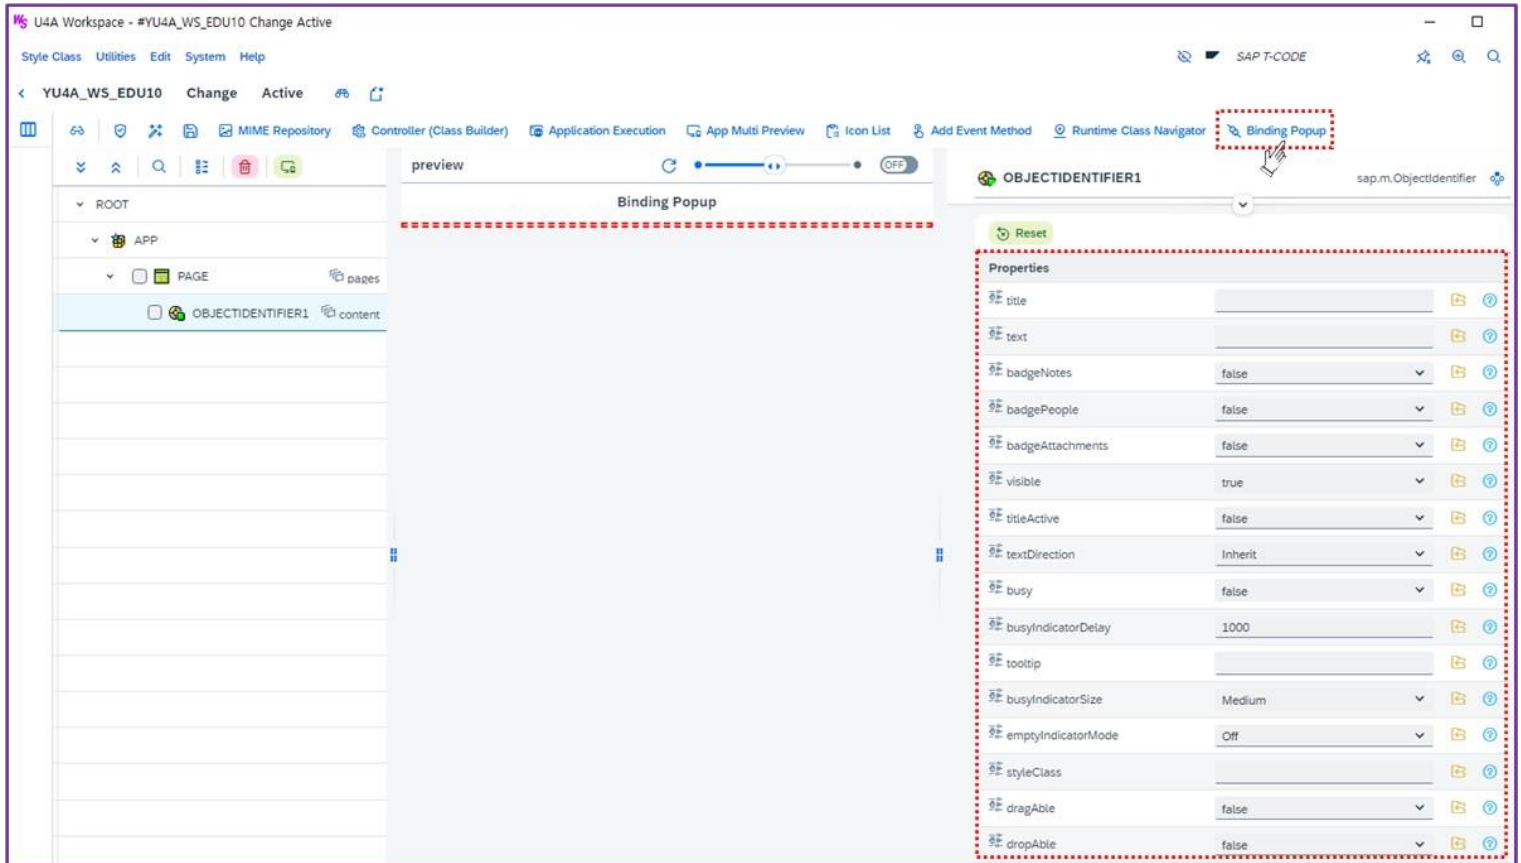 U4A Workspace - #YU4A_WS_EDU10 Change Active
Style Class Utilities Edit System Help SAP T-CODE
YU4A_WS_EDU10 Change Active
MIME Repository Controller (Class Builder) Application Execution App Multi Preview Icon List Add Event Method Runtime Class Navigator Binding Popup
preview OFF
OBJECTIDENTIFIER1 sap.m.ObjectIdentifier
ROOT
Binding Popup
APP
PAGE pages
OBJECTIDENTIFIER1 content
Reset
Properties
title
text
badgeNotes false
badgePeople false
badgeAttachments false
visible true
titleActive false
textDirection Inherit
busy false
busyIndicatorDelay 1000
tooltip
busyIndicatorSize Medium
emptyIndicatorMode Off
styleClass
dragAble false
dropAble false